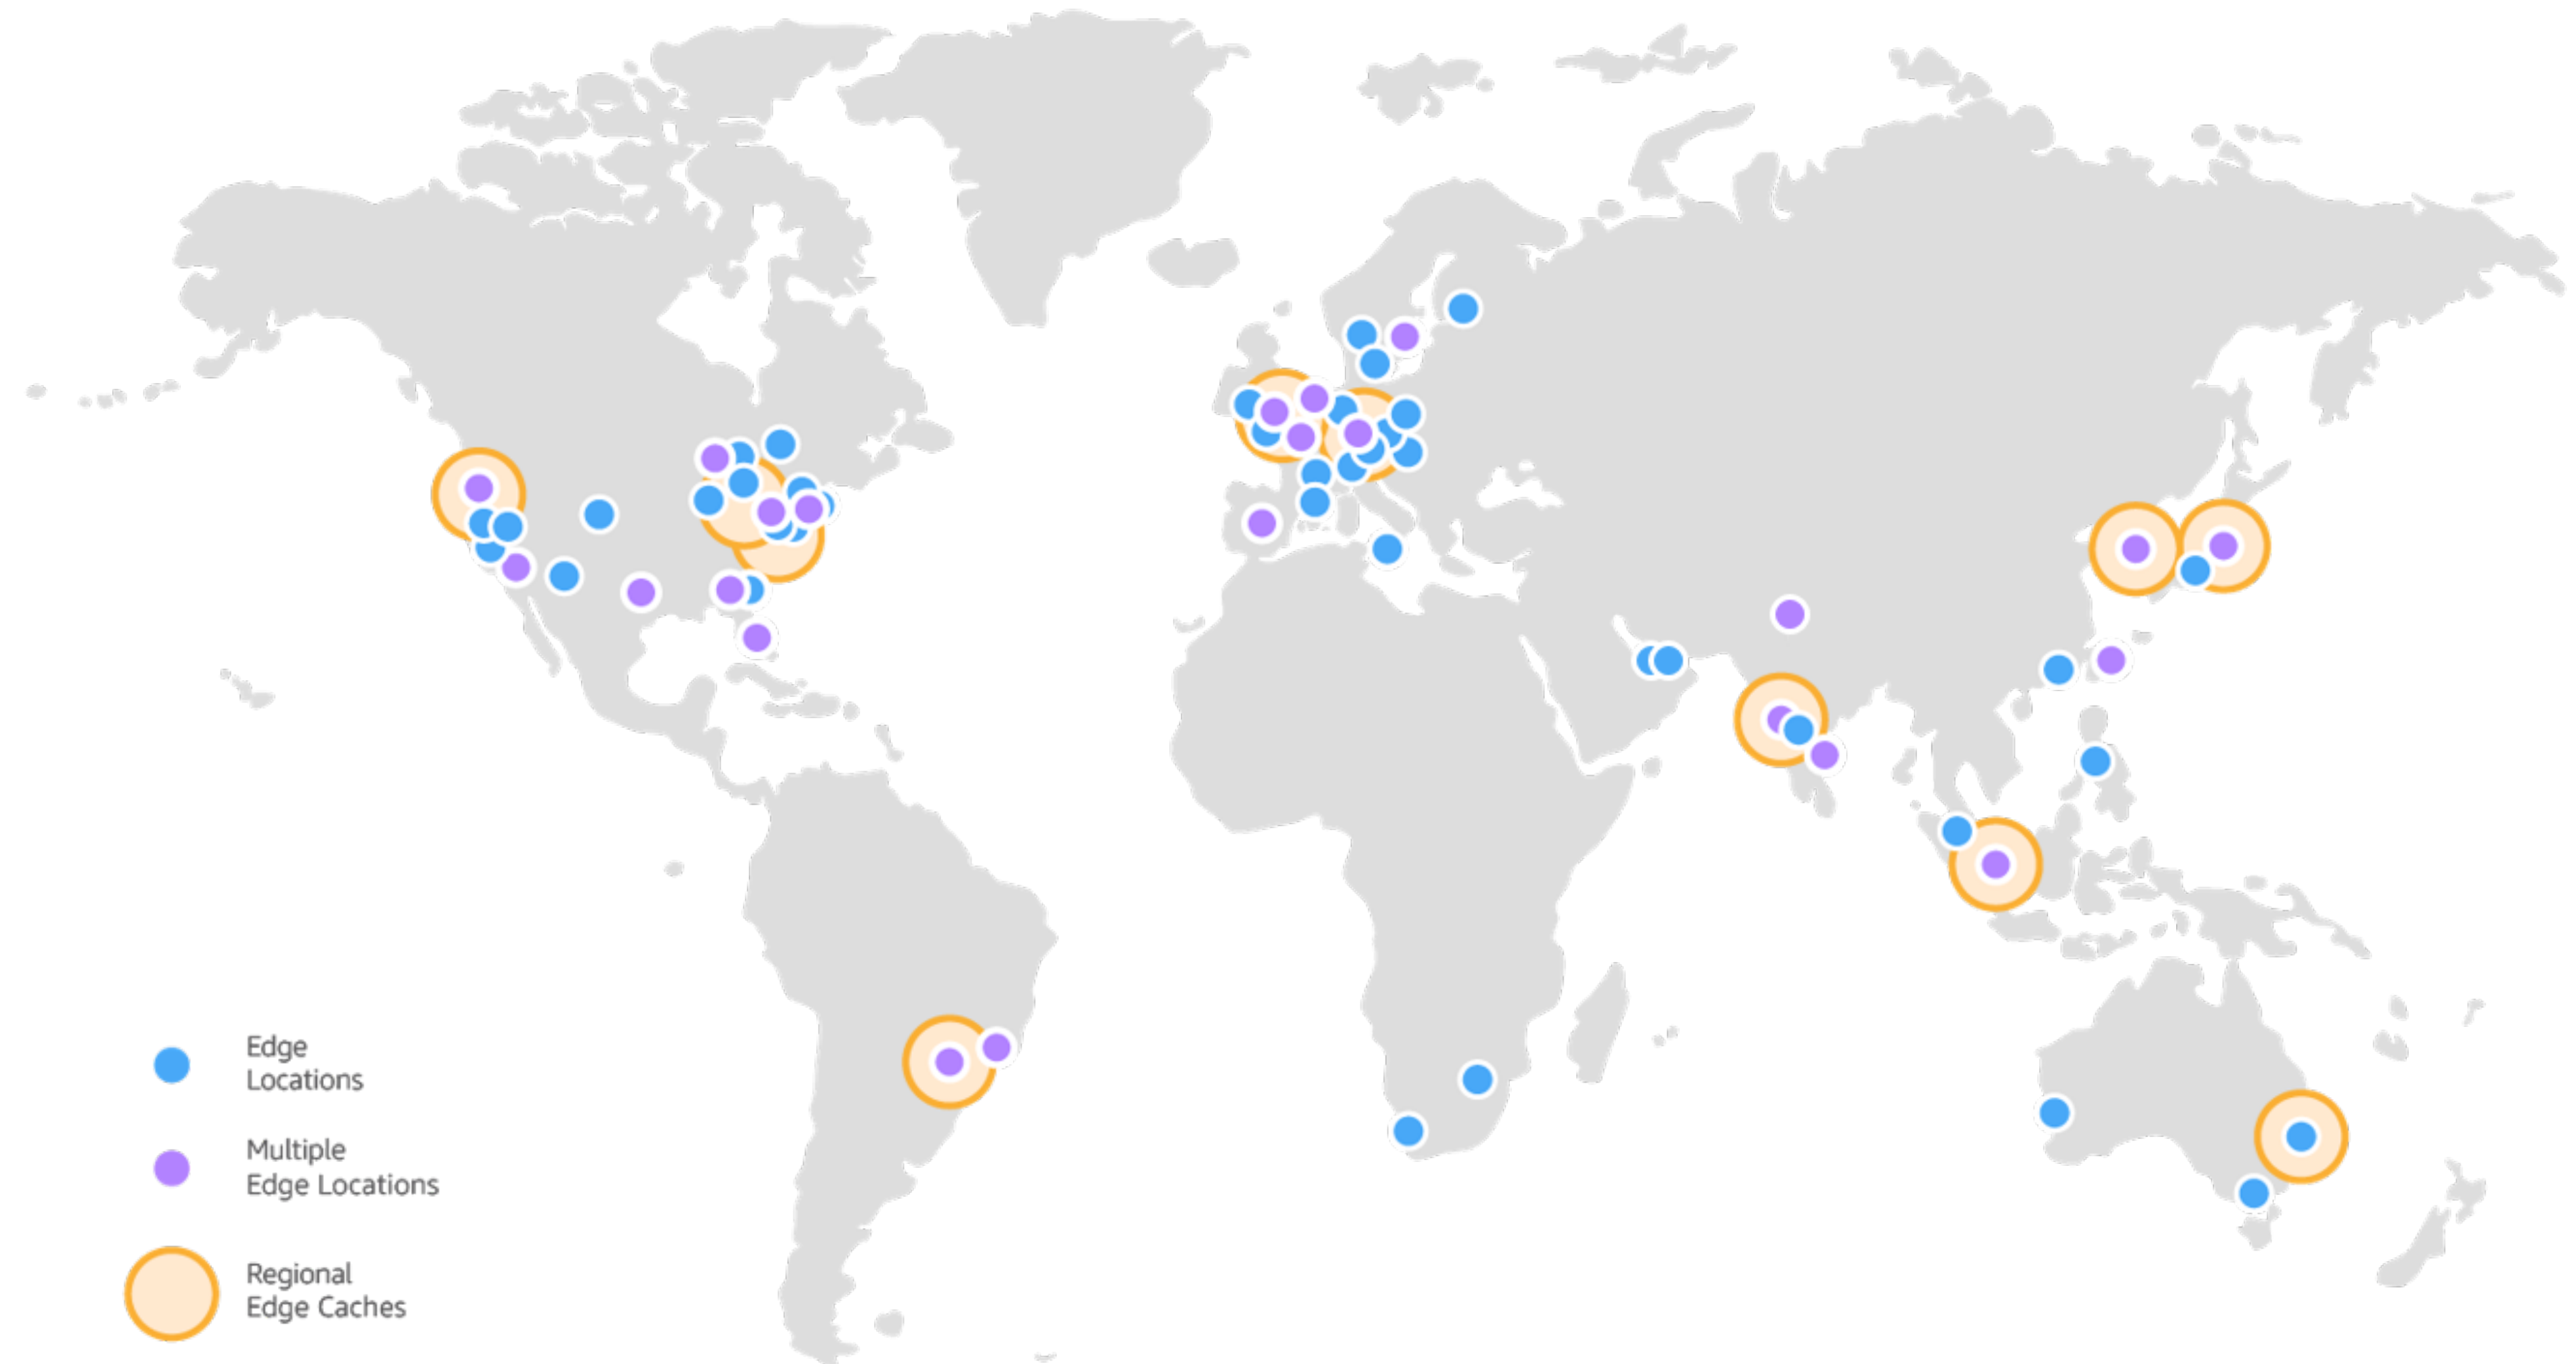 Edge
Locations
Multiple
Edge Locations
Regional
Edge Caches